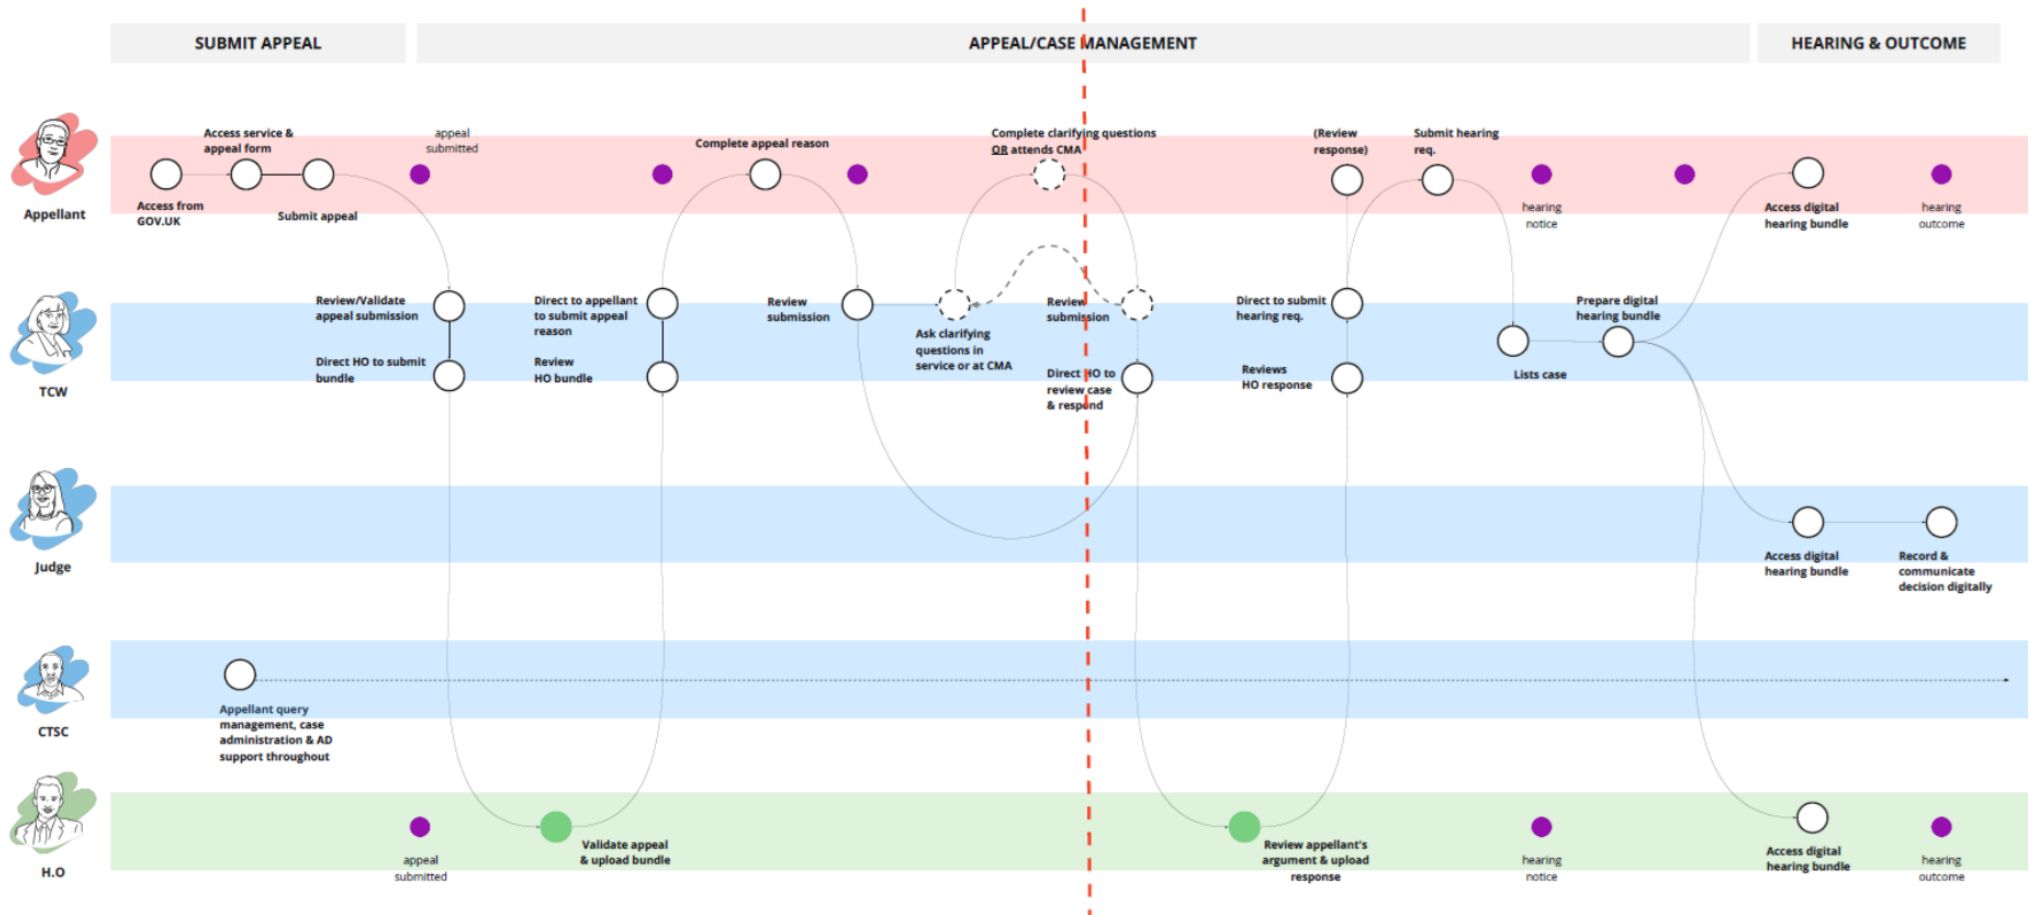 SUBMIT APPEAL
APPEAL/CASE MANAGEMENT
HEARING & OUTCOME
Appellant
Access from
GOV.UK
Access service &
appeal form
Submit appeal
appeal
submitted
Complete appeal reason
Complete clarifying questions
OR attends CMA
(Review
response)
Submit hearing
req.
hearing
notice
Access digital
hearing bundle
hearing
outcome
TCW
Review/Validate
appeal submission
Direct HO to submit
bundle
Direct to appellant
to submit appeal
reason
Review
HO bundle
Review
submission
Ask clarifying
questions in
service or at CMA
Review
submission
Direct HO to
review case
& respond
Direct to submit
hearing req.
Reviews
HO response
Lists case
Prepare digital
hearing bundle
Judge
Access digital
hearing bundle
Record &
communicate
decision digitally
CTSC
Appellant query
management, case
administration & AD
support throughout
H.O
appeal
submitted
Validate appeal
& upload bundle
Review appellant's
argument & upload
response
hearing
notice
Access digital
hearing bundle
hearing
outcome